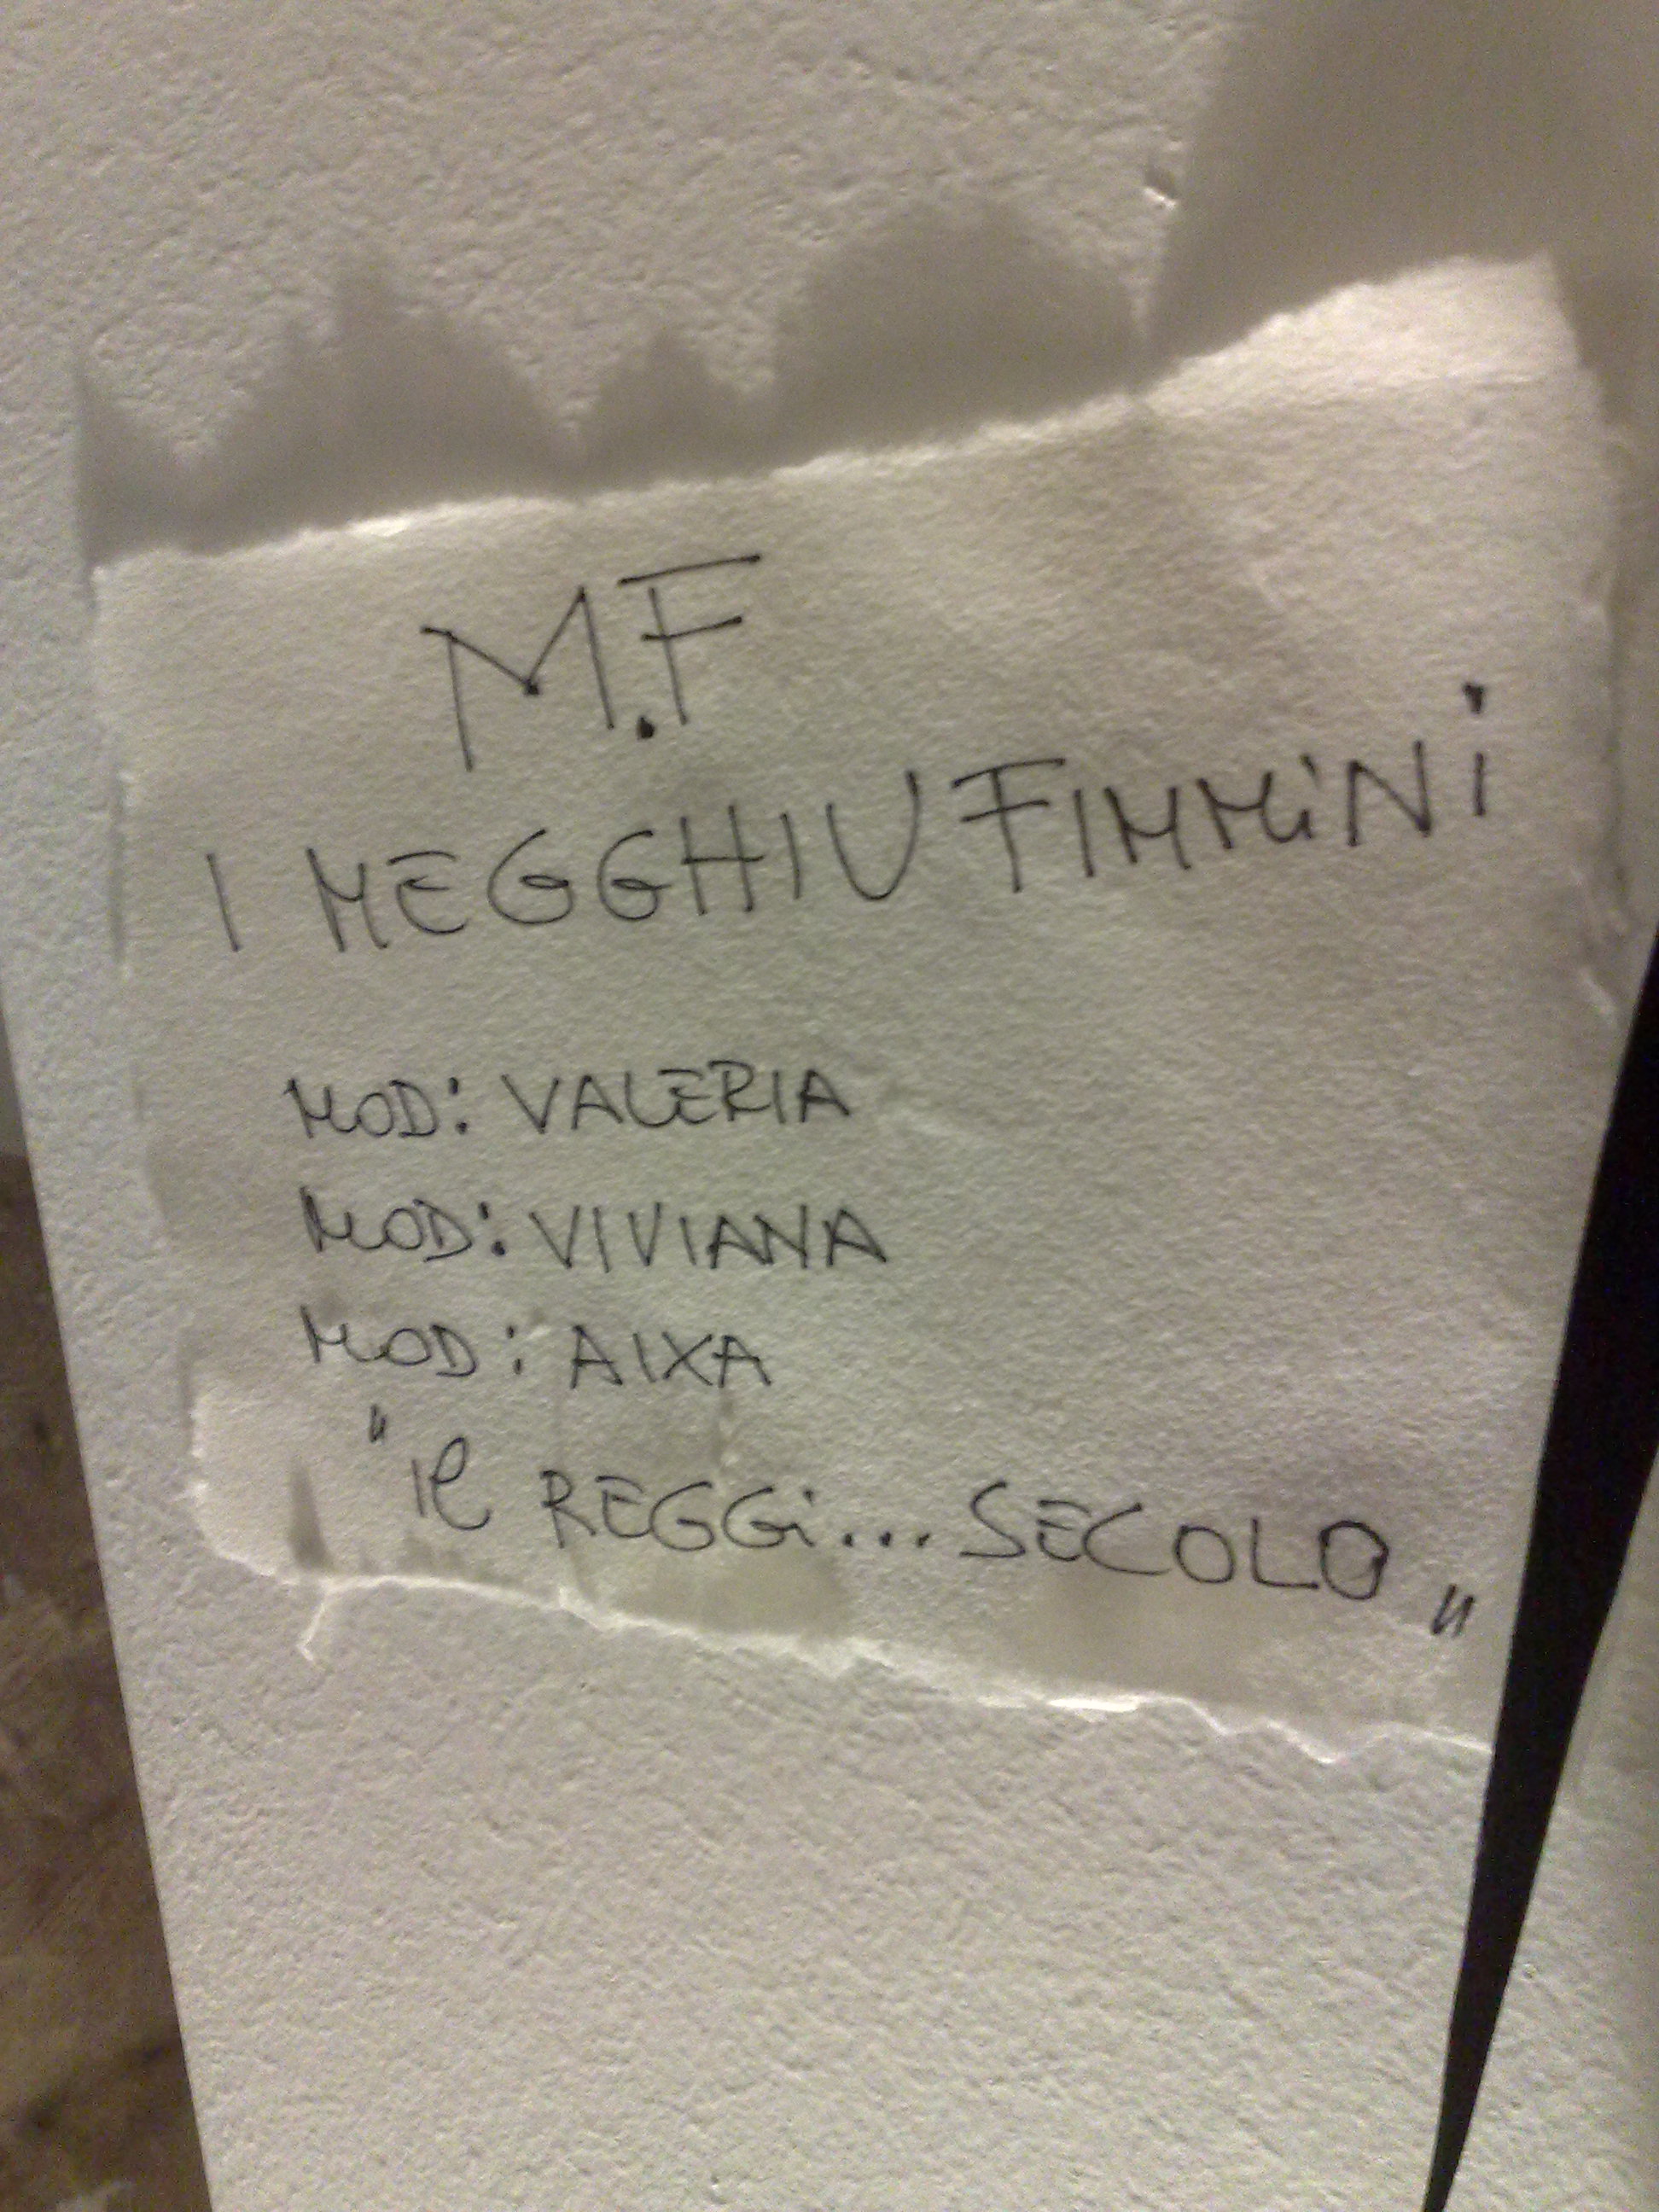 M.F
I MEGGHIU FIMMiNi
MOD: VALERIA
MOD: VIVIANA
MOD: AIXA
"Il REGGi... SECOLO"